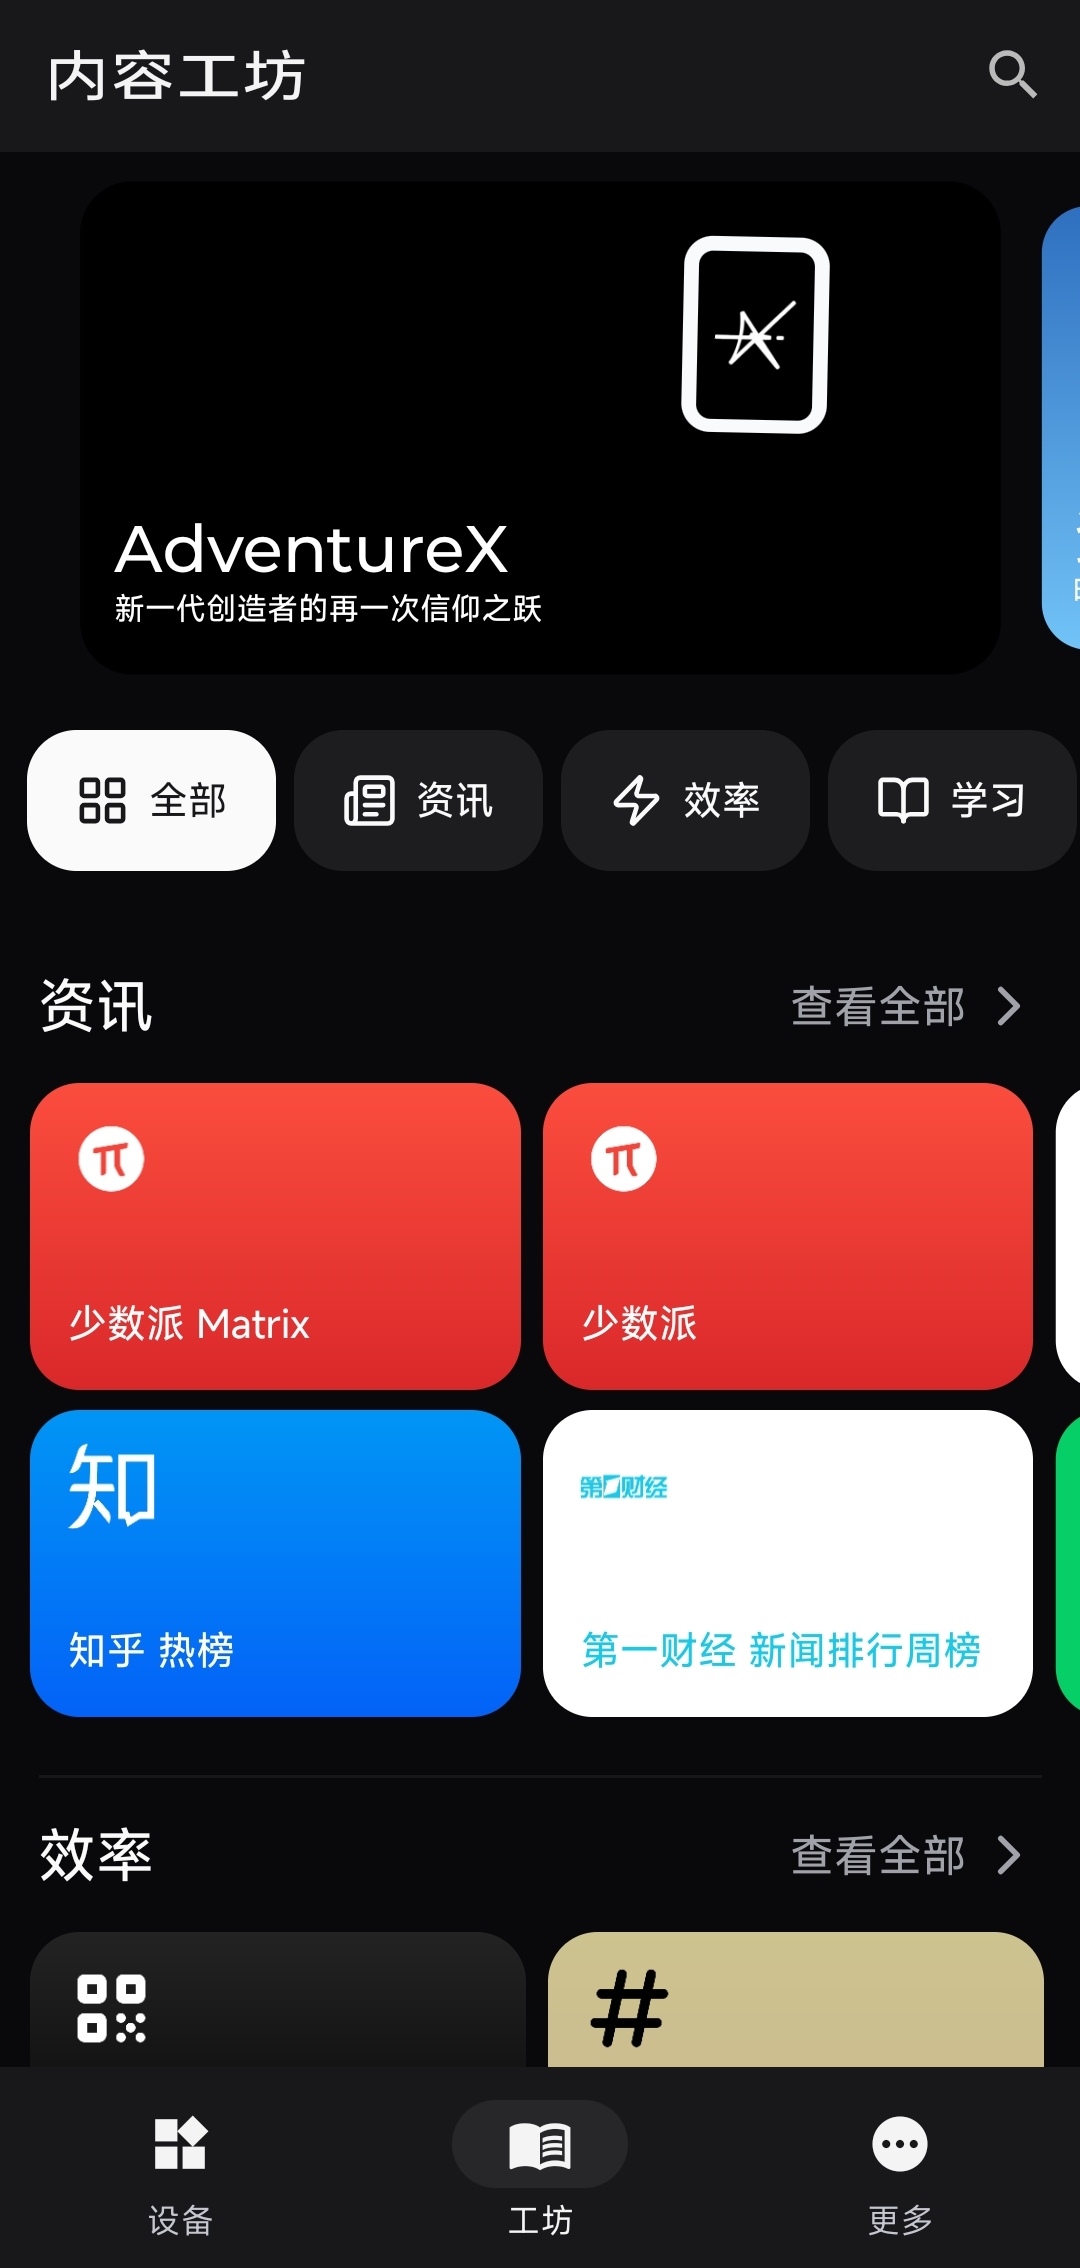 内容工坊
AdventureX
新一代创造者的再一次信仰之跃
全部
资讯
效率
学习
资讯
查看全部
少数派 Matrix
少数派
知
知乎 热榜
第一财经
第一财经 新闻排行周榜
效率
查看全部
设备
工坊
更多